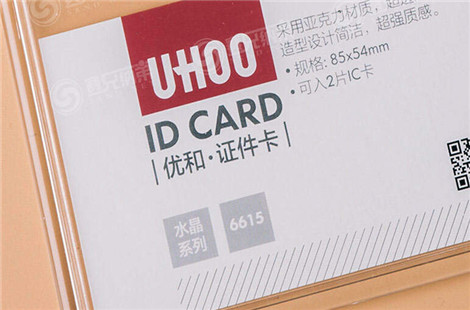 UHOO
ID CARD
优和·证件卡
水晶
系列
6615
采用亚克力材质，超
造型设计简洁，超强质感。
• 规格: 85x54mm
• 可入2片IC卡